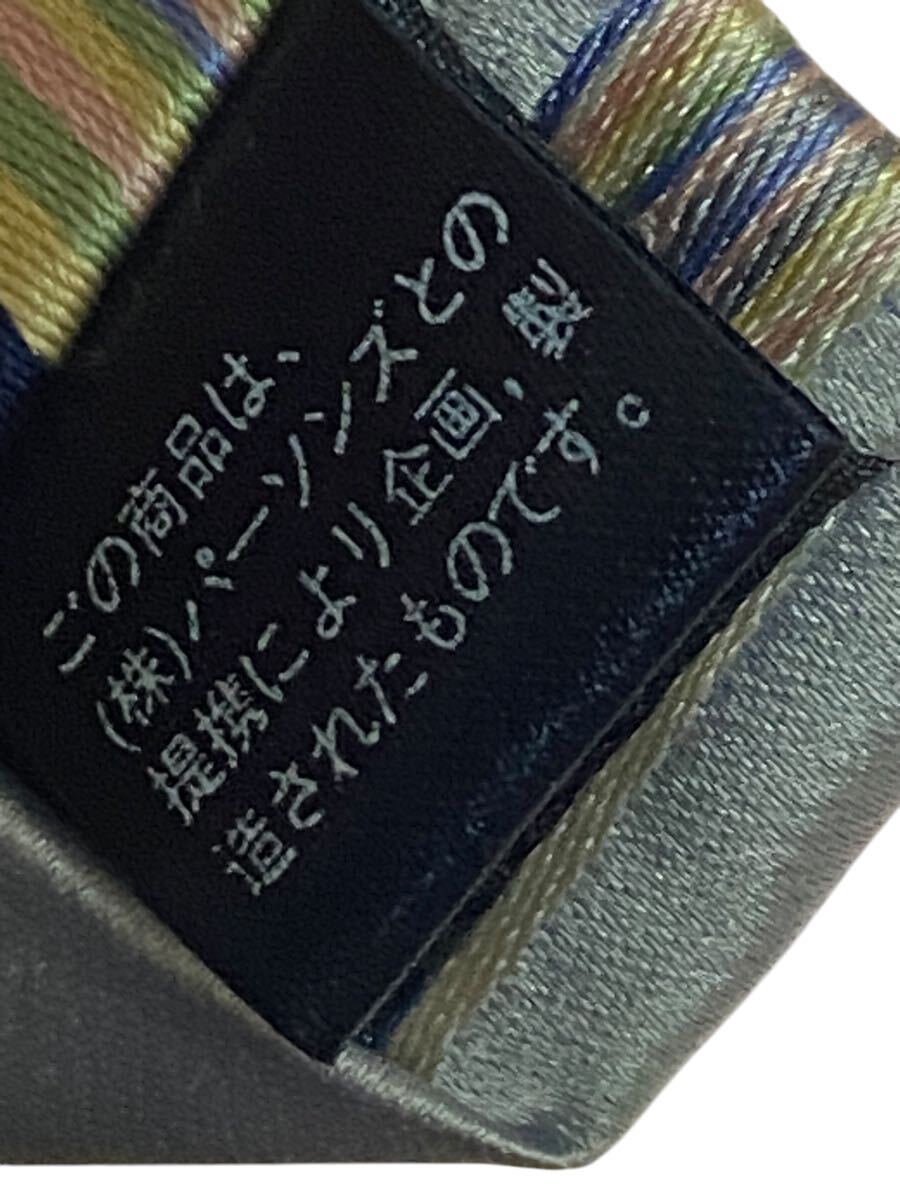 この商品は、
(株)パーソンズとの
提携により企画,製
造されたものです。